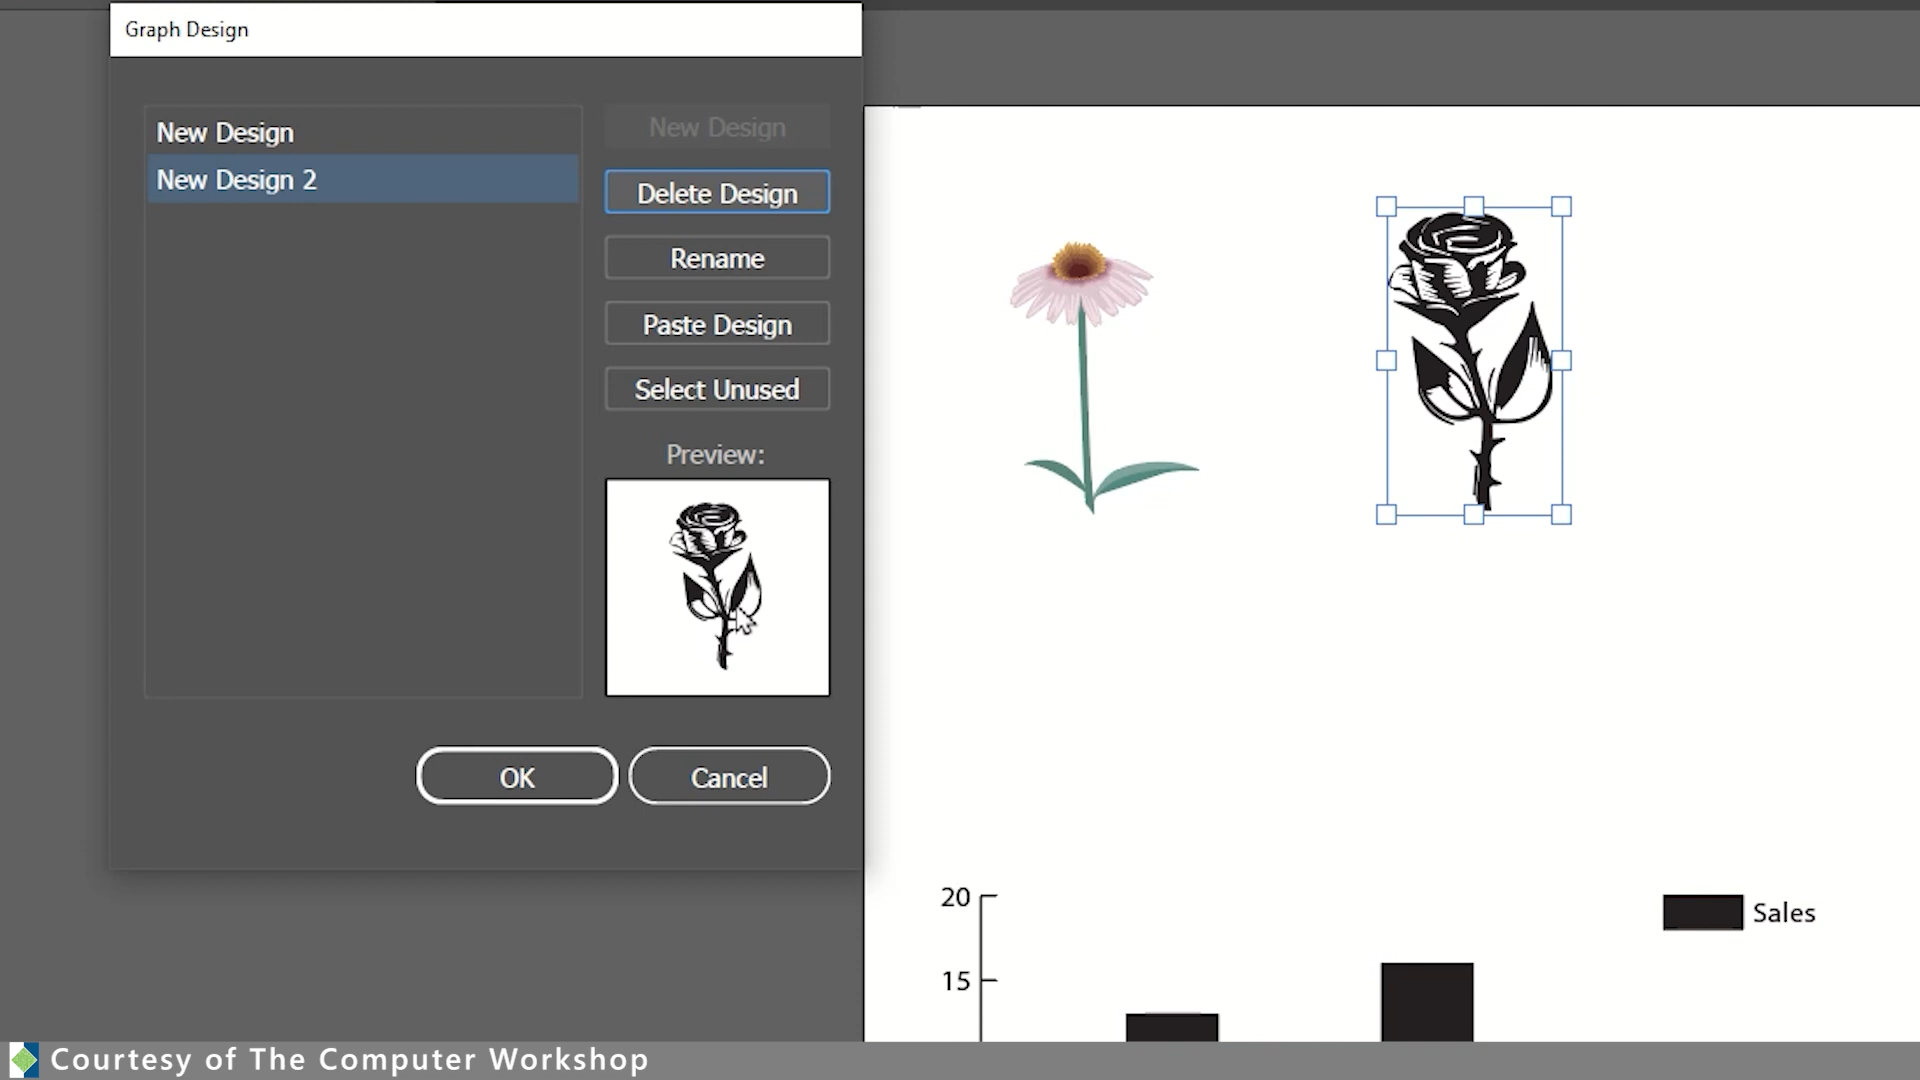 Graph Design
New Design
New Design 2
New Design
Delete Design
Rename
Paste Design
Select Unused
Preview:
OK
Cancel
20
15
Sales
Courtesy of The Computer Workshop